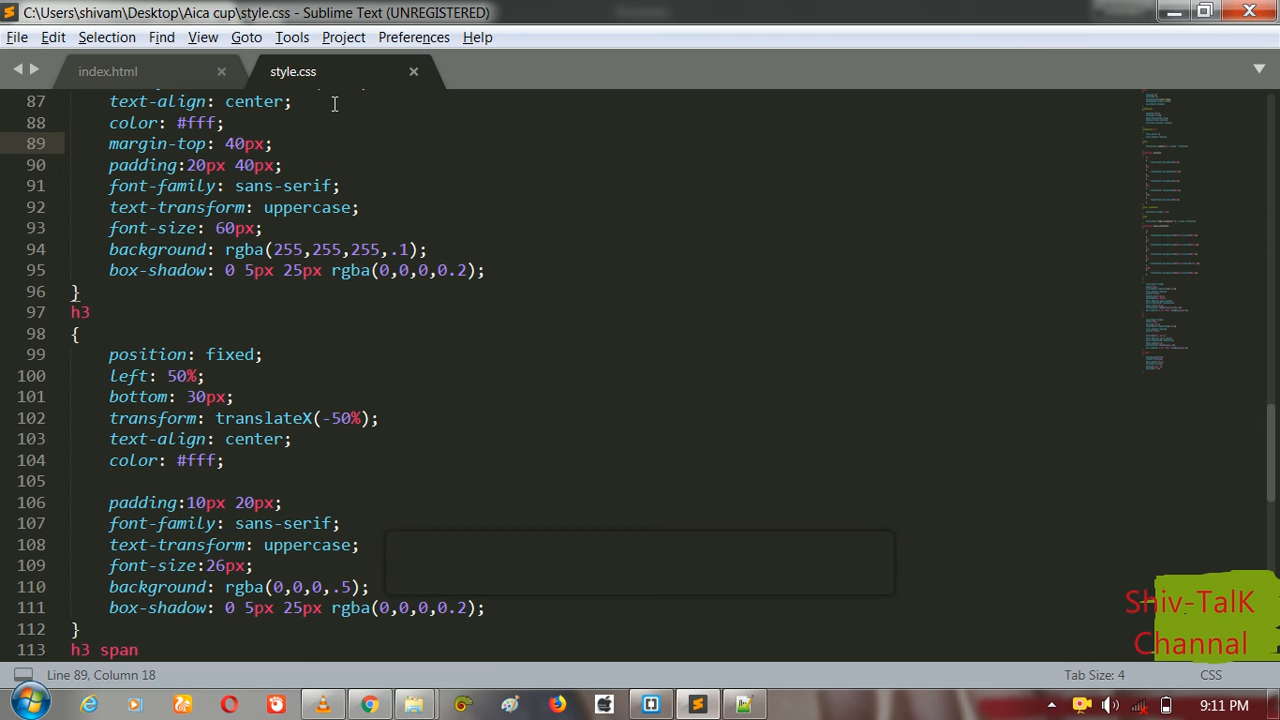 C:\Users\shivam\Desktop\Aica cup\style.css - Sublime Text (UNREGISTERED)
File Edit Selection Find View Goto Tools Project Preferences Help
index.html style.css
87 text-align: center;
88 color: #fff;
89 margin-top: 40px;
90 padding:20px 40px;
91 font-family: sans-serif;
92 text-transform: uppercase;
93 font-size: 60px;
94 background: rgba(255,255,255,.1);
95 box-shadow: 0 5px 25px rgba(0,0,0,0.2);
96 }
97 h3
98 {
99 position: fixed;
100 left: 50%;
101 bottom: 30px;
102 transform: translateX(-50%);
103 text-align: center;
104 color: #fff;
105
106 padding:10px 20px;
107 font-family: sans-serif;
108 text-transform: uppercase;
109 font-size:26px;
110 background: rgba(0,0,0,.5);
111 box-shadow: 0 5px 25px rgba(0,0,0,0.2);
112 }
113 h3 span
Shiv-TalK
Channal
Line 89, Column 18 Tab Size: 4 CSS
9:11 PM